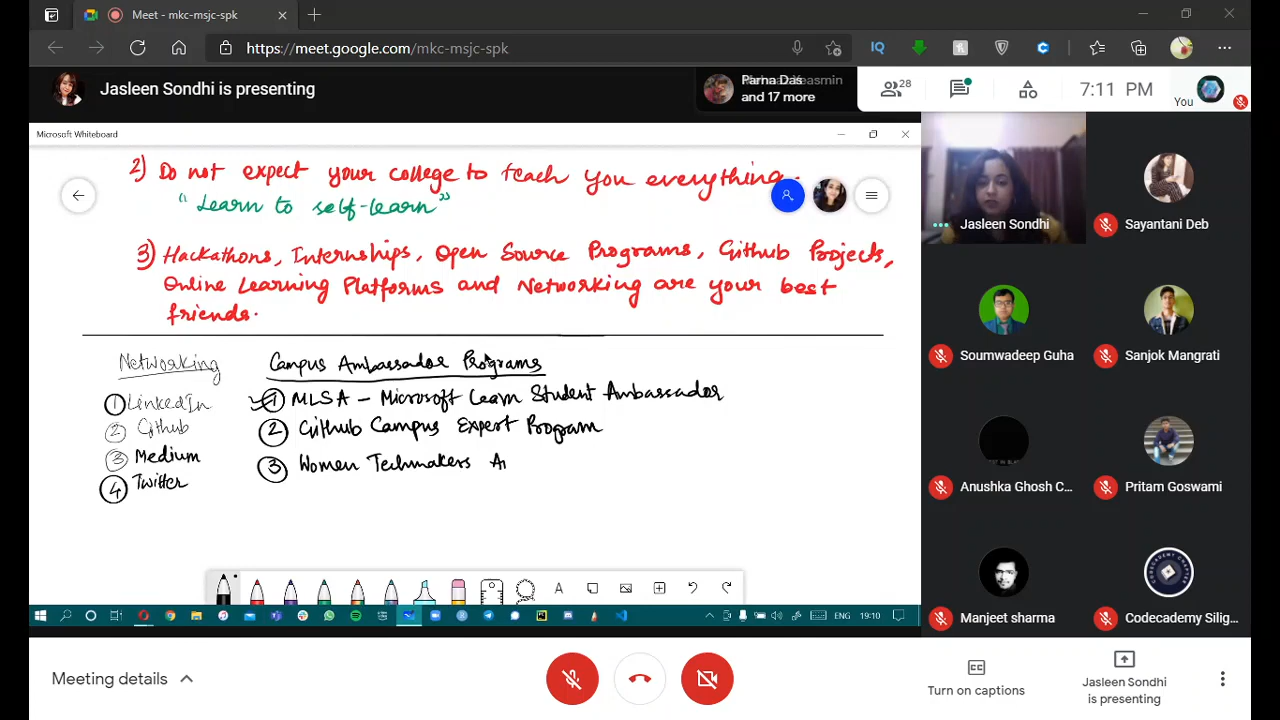 Meet - mkc-msjc-spk
https://meet.google.com/mkc-msjc-spk
IQ
Jasleen Sondhi is presenting
Parna Das
and 17 more
28
7:11 PM
You
Microsoft Whiteboard
2) Do not expect your college to teach you everything.
"Learn to self-learn"
3) Hackathons, Internships, Open Source Programs, Github Projects,
Online Learning Platforms and Networking are your best
friends.
Networking
① LinkedIn
② Github
③ Medium
④ Twitter
Campus Ambassador Programs
① MLSA - Microsoft Learn Student Ambassador
② Github Campus Expert Program
③ Women Techmakers A
Jasleen Sondhi
Sayantani Deb
Soumwadeep Guha
Sanjok Mangrati
Anushka Ghosh C...
Pritam Goswami
Manjeet sharma
Codecademy Silig...
A
ENG
19:10
Meeting details
Turn on captions
Jasleen Sondhi
is presenting